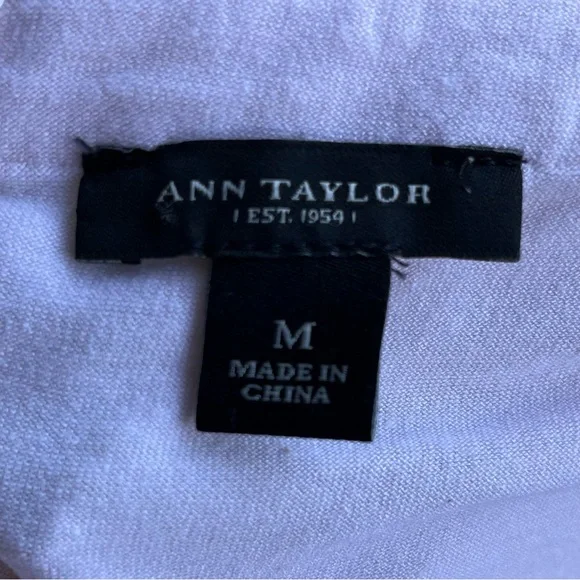 ANN TAYLOR
| EST. 1954 |
M
MADE IN
CHINA